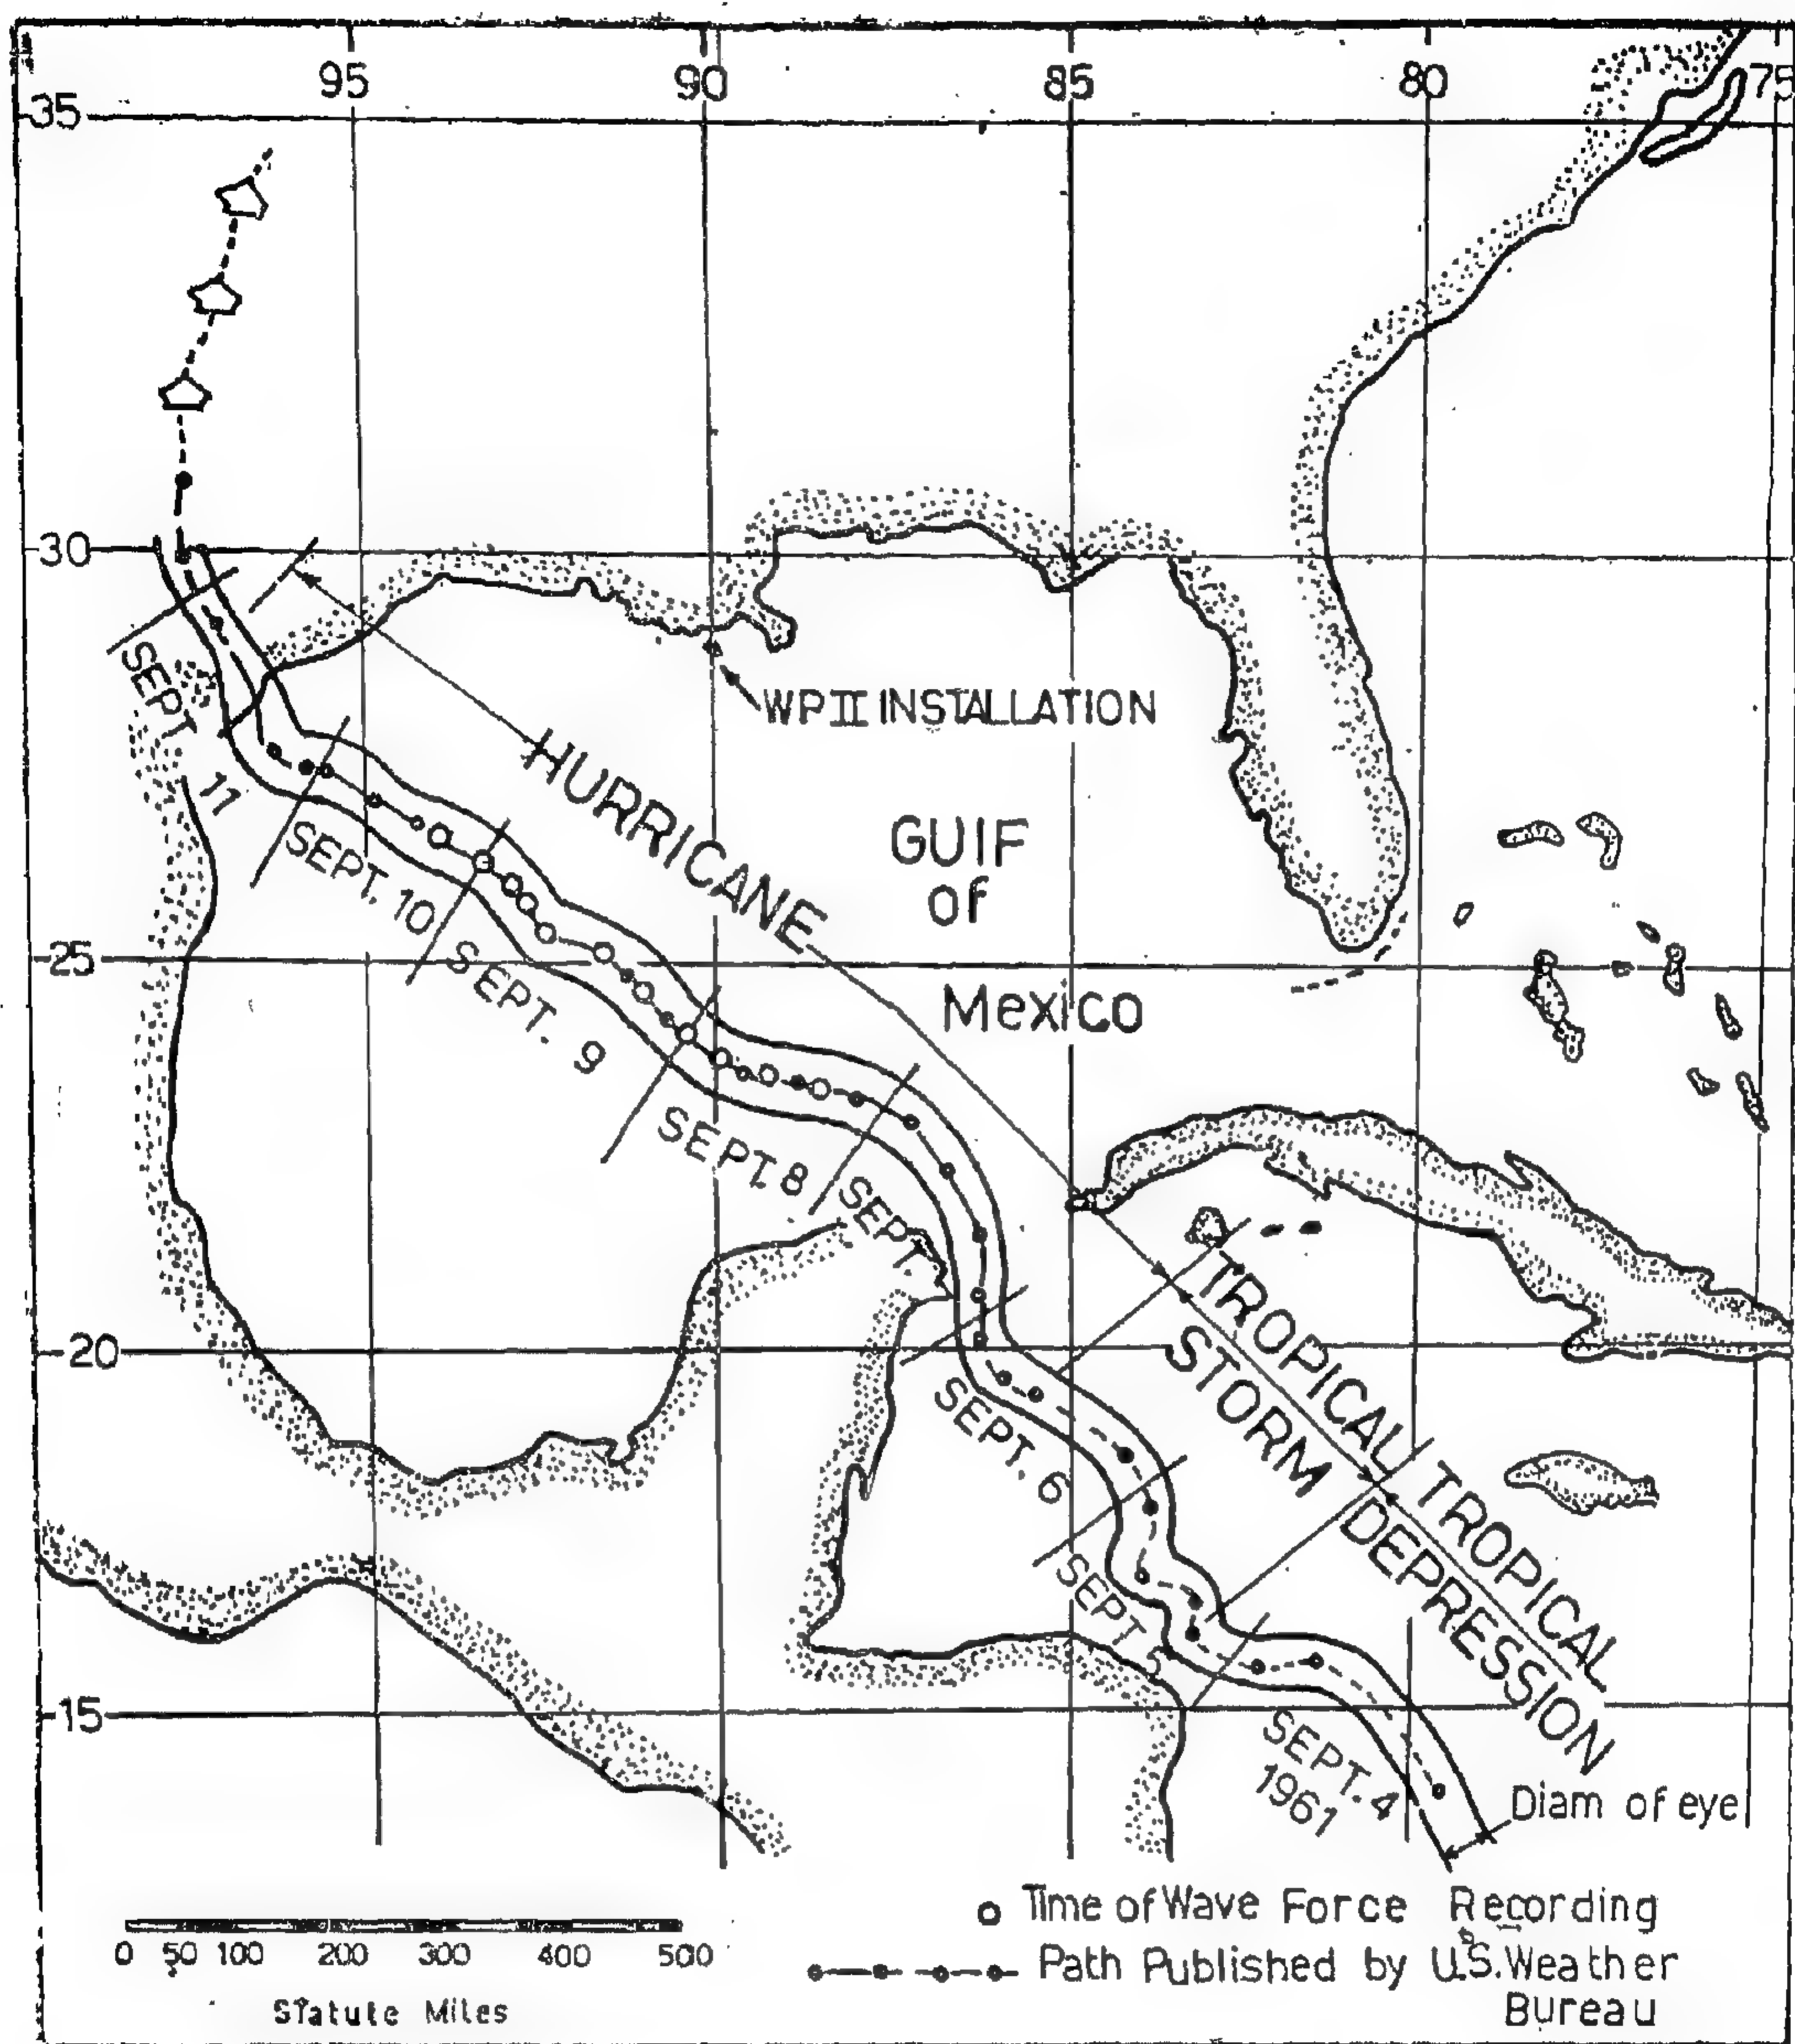 95 90 85 80 75
35
30
WP II INSTALLATION
HURRICANE
GUIF
of
Mexico
SEPT
11
SEPT. 10
SEPT. 9
25
SEPT. 8
SEPT.
20
TROPICAL
STORM
SEPT. 6
TROPICAL
DEPRESSION
SEPT. 5
15
SEPT. 4
1961
Diam of eye
Time of Wave Force Recording
Path Published by U.S. Weather
Bureau
0 50 100 200 300 400 500
Statute Miles